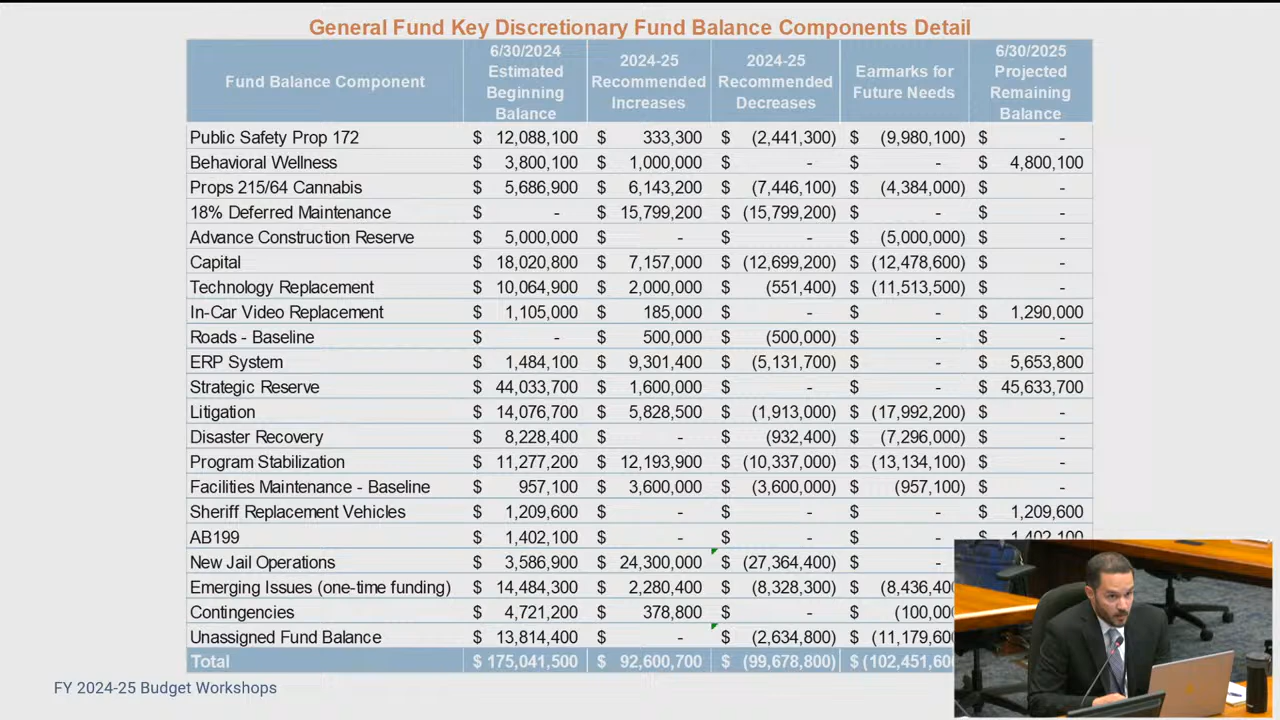 General Fund Key Discretionary Fund Balance Components Detail
Fund Balance Component 6/30/2024 Estimated Beginning Balance 2024-25 Recommended Increases 2024-25 Recommended Decreases Earmarks for Future Needs 6/30/2025 Projected Remaining Balance
Public Safety Prop 172 $ 12,088,100 $ 333,300 $ (2,441,300) $ (9,980,100) $ -
Behavioral Wellness $ 3,800,100 $ 1,000,000 $ - $ - $ 4,800,100
Props 215/64 Cannabis $ 5,686,900 $ 6,143,200 $ (7,446,100) $ (4,384,000) $ -
18% Deferred Maintenance $ - $ 15,799,200 $ (15,799,200) $ - $ -
Advance Construction Reserve $ 5,000,000 $ - $ - $ (5,000,000) $ -
Capital $ 18,020,800 $ 7,157,000 $ (12,699,200) $ (12,478,600) $ -
Technology Replacement $ 10,064,900 $ 2,000,000 $ (551,400) $ (11,513,500) $ -
In-Car Video Replacement $ 1,105,000 $ 185,000 $ - $ - $ 1,290,000
Roads - Baseline $ - $ 500,000 $ (500,000) $ - $ -
ERP System $ 1,484,100 $ 9,301,400 $ (5,131,700) $ - $ 5,653,800
Strategic Reserve $ 44,033,700 $ 1,600,000 $ - $ - $ 45,633,700
Litigation $ 14,076,700 $ 5,828,500 $ (1,913,000) $ (17,992,200) $ -
Disaster Recovery $ 8,228,400 $ - $ (932,400) $ (7,296,000) $ -
Program Stabilization $ 11,277,200 $ 12,193,900 $ (10,337,000) $ (13,134,100) $ -
Facilities Maintenance - Baseline $ 957,100 $ 3,600,000 $ (3,600,000) $ (957,100) $ -
Sheriff Replacement Vehicles $ 1,209,600 $ - $ - $ - $ 1,209,600
AB199 $ 1,402,100 $ - $ - $ - 1,402,100
New Jail Operations $ 3,586,900 $ 24,300,000 $ (27,364,400) $ -
Emerging Issues (one-time funding) $ 14,484,300 $ 2,280,400 $ (8,328,300) $ (8,436,40
Contingencies $ 4,721,200 $ 378,800 $ - $ (100,00
Unassigned Fund Balance $ 13,814,400 $ - $ (2,634,800) $ (11,179,60
Total $ 175,041,500 $ 92,600,700 $ (99,678,800) $ (102,451,60
FY 2024-25 Budget Workshops